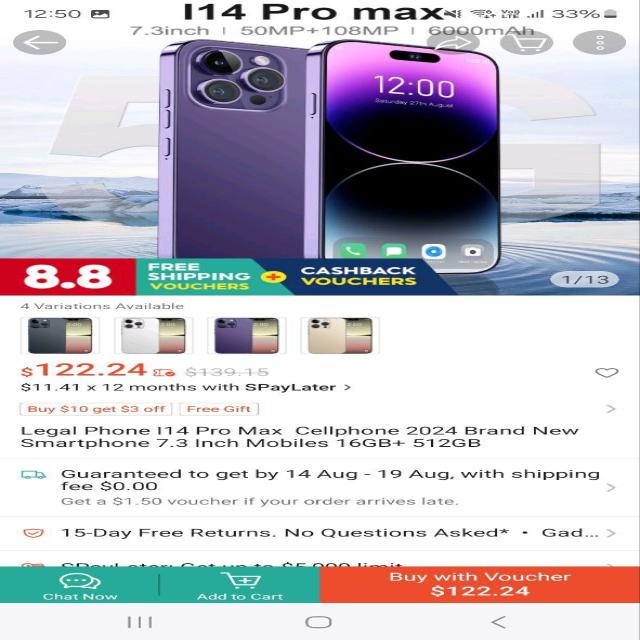 12:50
I14 Pro max
33%
7.3inch | 50MP+108MP | 6000mAh
12:00
Saturday 27th August
8.8
FREE SHIPPING VOUCHERS
+
CASHBACK VOUCHERS
1/13
4 Variations Available
$122.24 $139.15
$11.41 x 12 months with SPayLater >
Buy $10 get $3 off Free Gift
Legal Phone I14 Pro Max Cellphone 2024 Brand New
Smartphone 7.3 Inch Mobiles 16GB+ 512GB
Guaranteed to get by 14 Aug - 19 Aug, with shipping
fee $0.00
Get a $1.50 voucher if your order arrives late.
15-Day Free Returns. No Questions Asked* • Gad...
SPayLater: Get up to $5,000 limit
Chat Now
Add to Cart
Buy with Voucher
$122.24